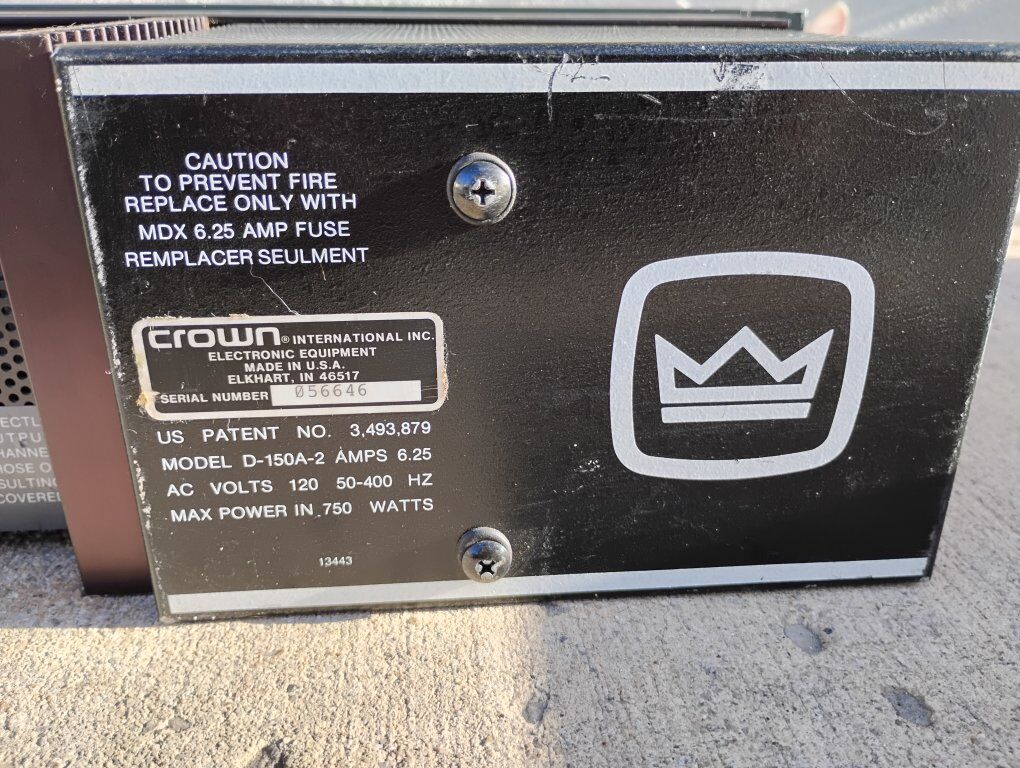 CAUTION
TO PREVENT FIRE
REPLACE ONLY WITH
MDX 6.25 AMP FUSE
REMPLACER SEULMENT
crown® INTERNATIONAL INC.
ELECTRONIC EQUIPMENT
MADE IN U.S.A.
ELKHART, IN 46517
SERIAL NUMBER 056646
US PATENT NO. 3,493,879
MODEL D-150A-2 AMPS 6.25
AC VOLTS 120 50-400 HZ
MAX POWER IN 750 WATTS
13443
COVERED